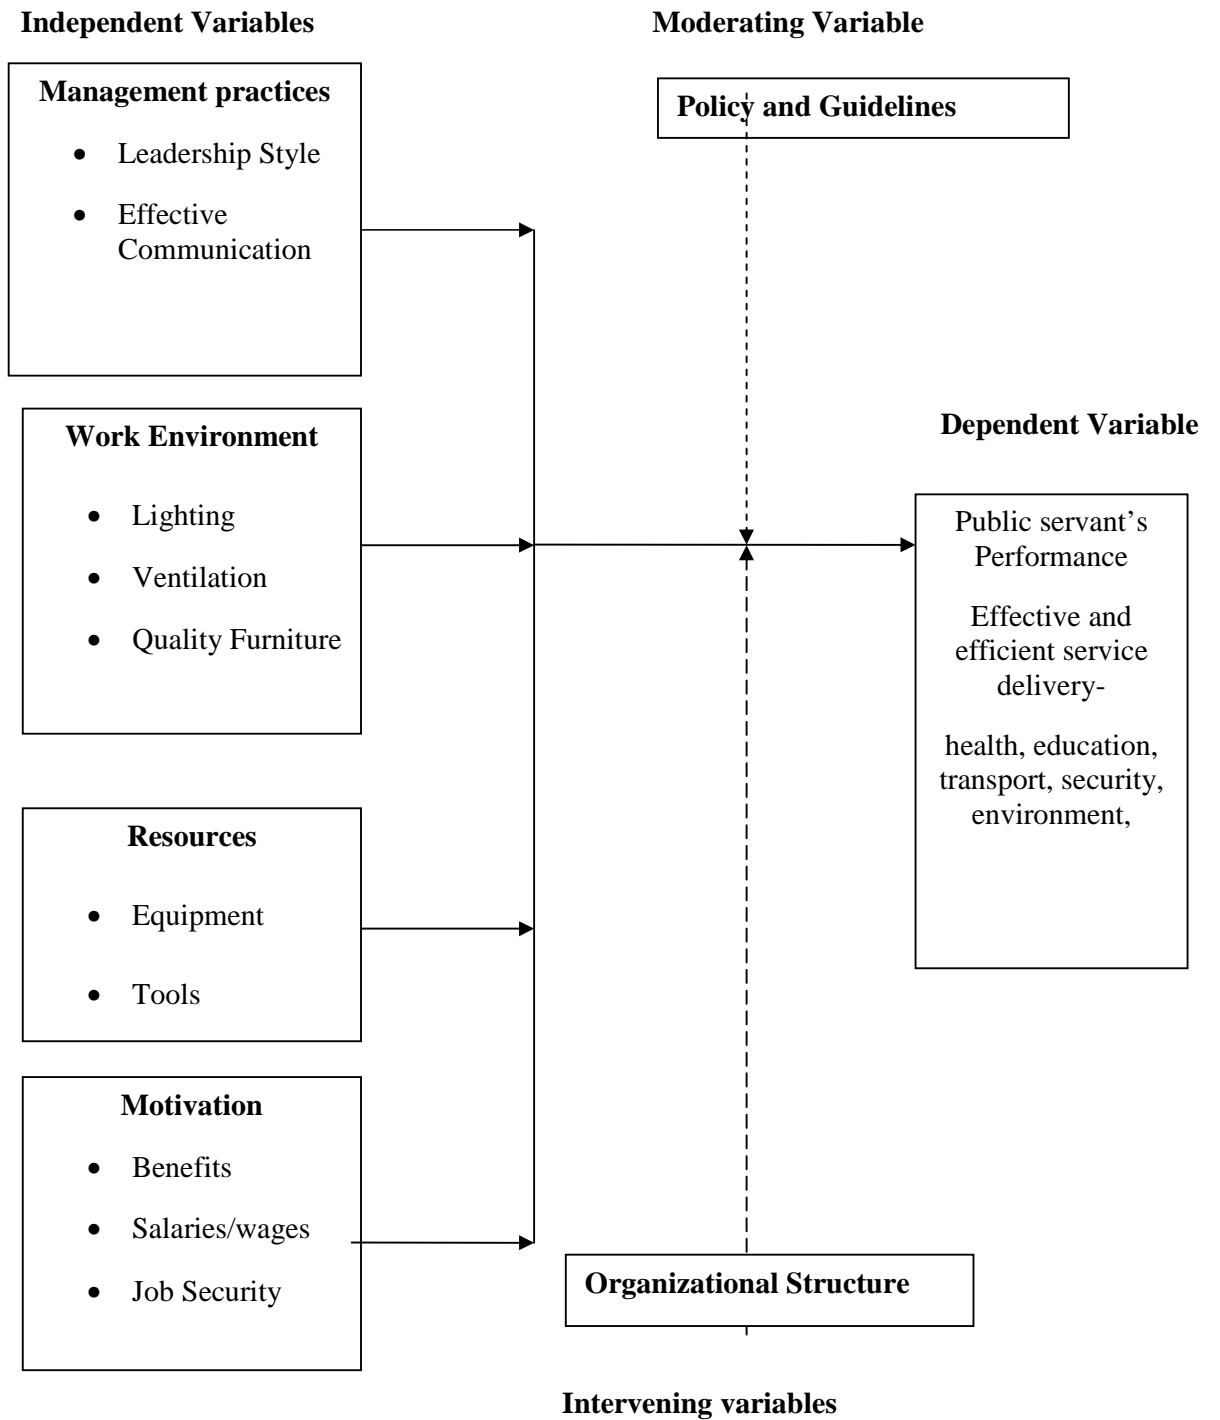 Independent Variables
Moderating Variable
Management practices
• Leadership Style
• Effective
Communication
Policy and Guidelines
Work Environment
• Lighting
• Ventilation
• Quality Furniture
Dependent Variable
Public servant’s
Performance
Effective and
efficient service
delivery-
health, education,
transport, security,
environment,
Resources
• Equipment
• Tools
Motivation
• Benefits
• Salaries/wages
• Job Security
Organizational Structure
Intervening variables